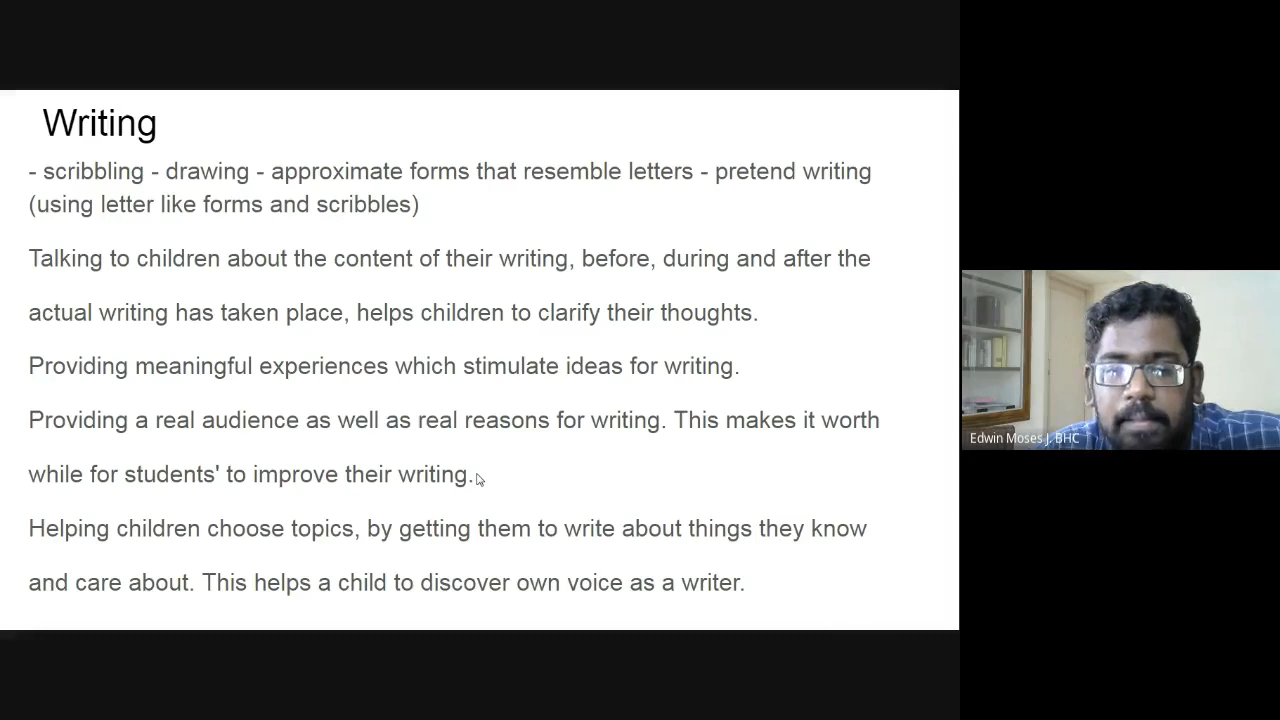 Writing
- scribbling - drawing - approximate forms that resemble letters - pretend writing
(using letter like forms and scribbles)
Talking to children about the content of their writing, before, during and after the
actual writing has taken place, helps children to clarify their thoughts.
Providing meaningful experiences which stimulate ideas for writing.
Providing a real audience as well as real reasons for writing. This makes it worth
while for students' to improve their writing.
Helping children choose topics, by getting them to write about things they know
and care about. This helps a child to discover own voice as a writer.
Edwin Moses J, BHC